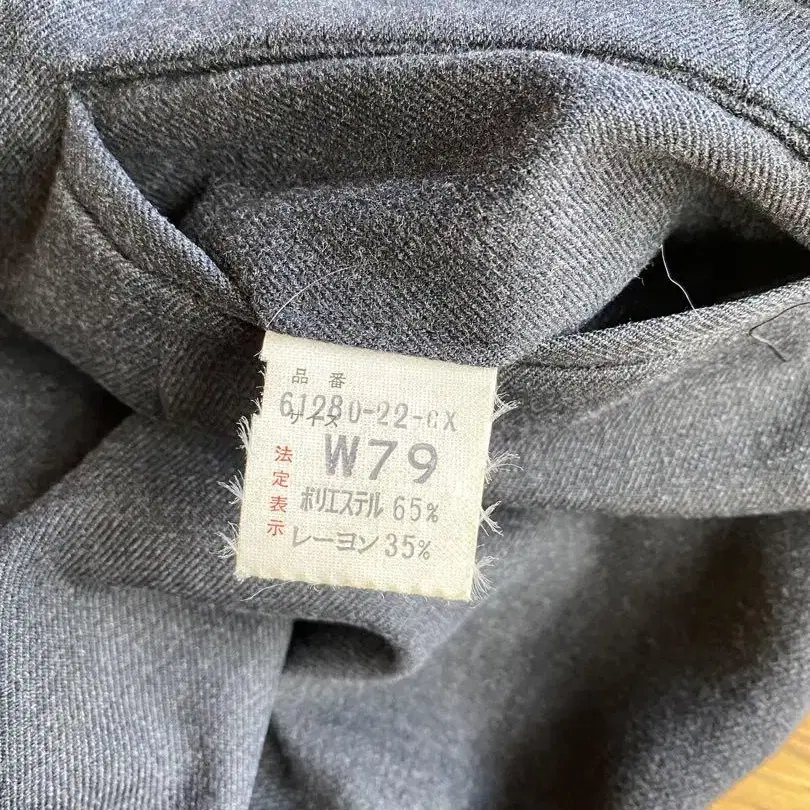 品番
61280-22-CX
サイズ
W79
法定表示
ポリエステル 65%
レーヨン 35%